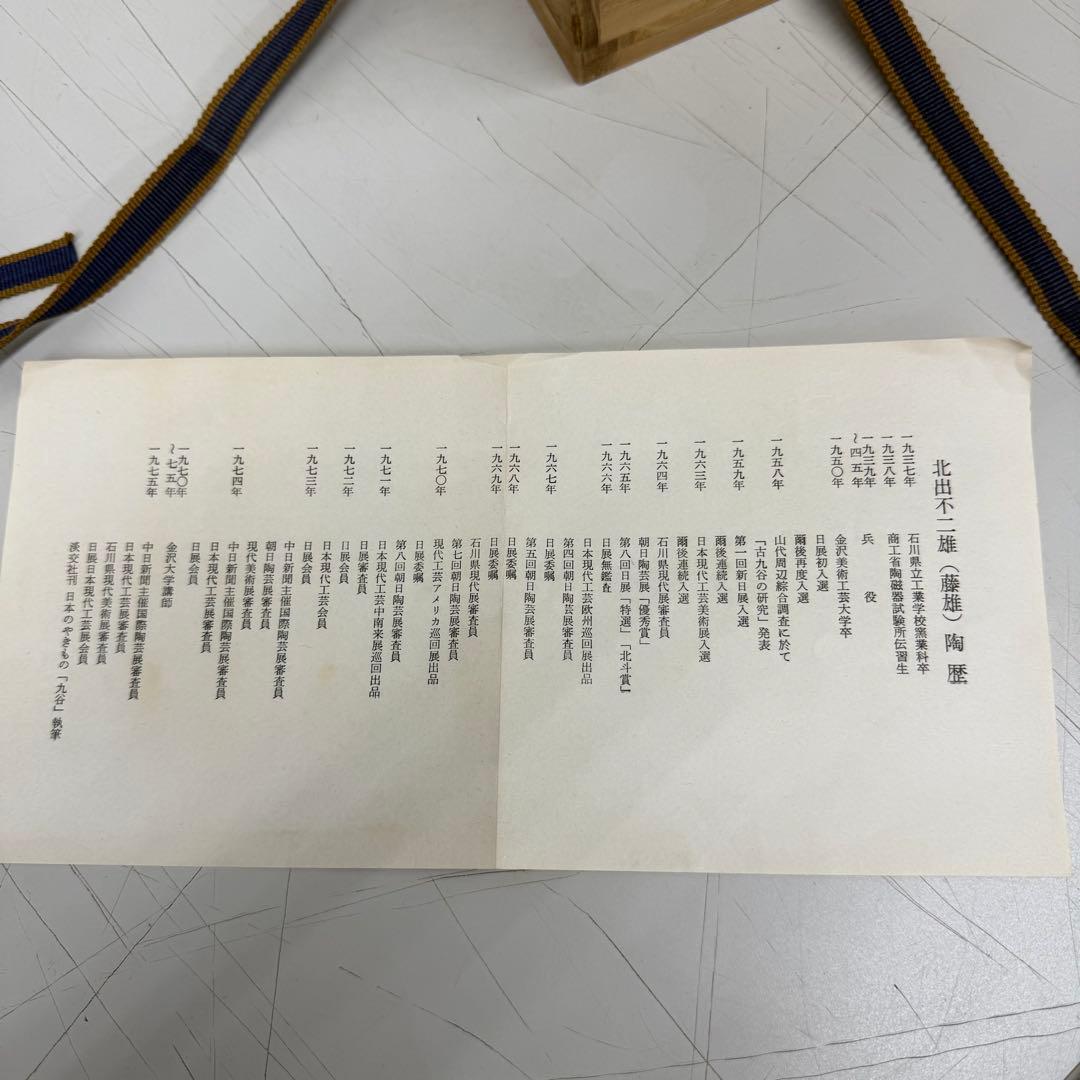 北出不二雄（藤雄）陶歴
一九三七年 石川県立工業学校窯業科卒
一九三八年 商工省陶磁器試験所伝習生
一九三九年〜四五年 兵役
一九五〇年 金沢美術工芸大学卒
日展初入選
爾後再度入選
一九五八年 山代周辺綜合調査に於て
「古九谷の研究」発表
一九五九年 第一回新日展入選
爾後連続入選
一九六三年 日本現代工芸美術展入選
爾後連続入選
一九六四年 石川県現代展審査員
朝日陶芸展「優秀賞」
一九六五年 第八回日展「特選」「北斗賞」
一九六六年 日展無鑑査
日本現代工芸欧州巡回展出品
第四回朝日陶芸展審査員
一九六七年 日展委嘱
第五回朝日陶芸展審査員
一九六八年 日展委嘱
一九六九年 日展委嘱
石川県現代展審査員
第七回朝日陶芸展審査員
一九七〇年 現代工芸アメリカ巡回展出品
日展委嘱
第八回朝日陶芸展審査員
一九七一年 日本現代工芸中南来展巡回出品
日展審査員
一九七二年 日展会員
日本現代工芸会員
一九七三年 日展会員
中日新聞主催国際陶芸展審査員
朝日陶芸展審査員
現代美術展審査員
一九七四年 中日新聞主催国際陶芸展審査員
日本現代工芸展審査員
日展会員
一九七〇年〜七五年 金沢大学講師
一九七五年 中日新聞主催国際陶芸展審査員
日本現代工芸展審査員
石川県現代美術展審査員
日展日本現代工芸展会員
淡交社刊 日本のやきもの「九谷」執筆